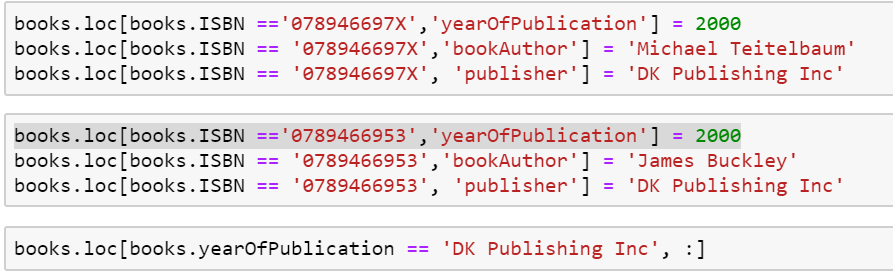 books.loc[books.ISBN =='078946697X','yearOfPublication'] = 2000
books.loc[books.ISBN == '078946697X','bookAuthor'] = 'Michael Teitelbaum'
books.loc[books.ISBN == '078946697X', 'publisher'] = 'DK Publishing Inc'
books.loc[books.ISBN =='0789466953','yearOfPublication'] = 2000
books.loc[books.ISBN == '0789466953','bookAuthor'] = 'James Buckley'
books.loc[books.ISBN == '0789466953', 'publisher'] = 'DK Publishing Inc'
books.loc[books.yearOfPublication == 'DK Publishing Inc', :]